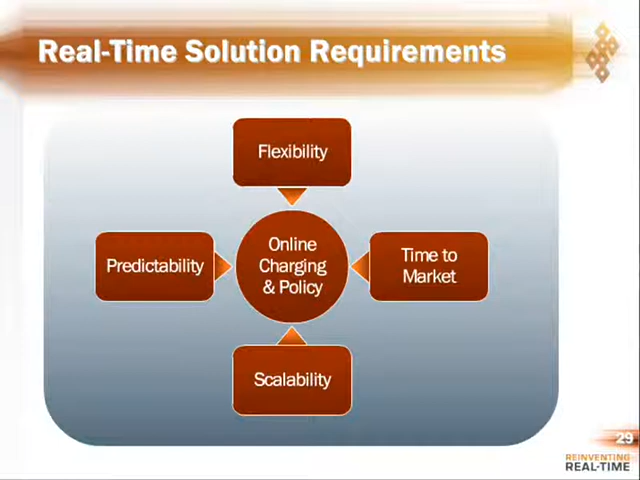 Real-Time Solution Requirements
Flexibility
Predictability
Online
Charging
& Policy
Time to
Market
Scalability
29
REINVENTING
REAL-TIME